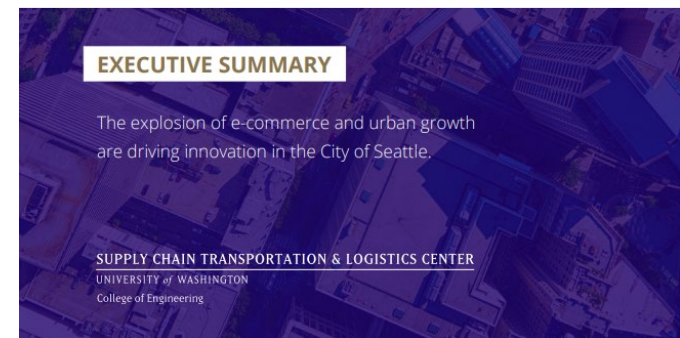 EXECUTIVE SUMMARY
The explosion of e-commerce and urban growth
are driving innovation in the City of Seattle.
SUPPLY CHAIN TRANSPORTATION & LOGISTICS CENTER
UNIVERSITY of WASHINGTON
College of Engineering